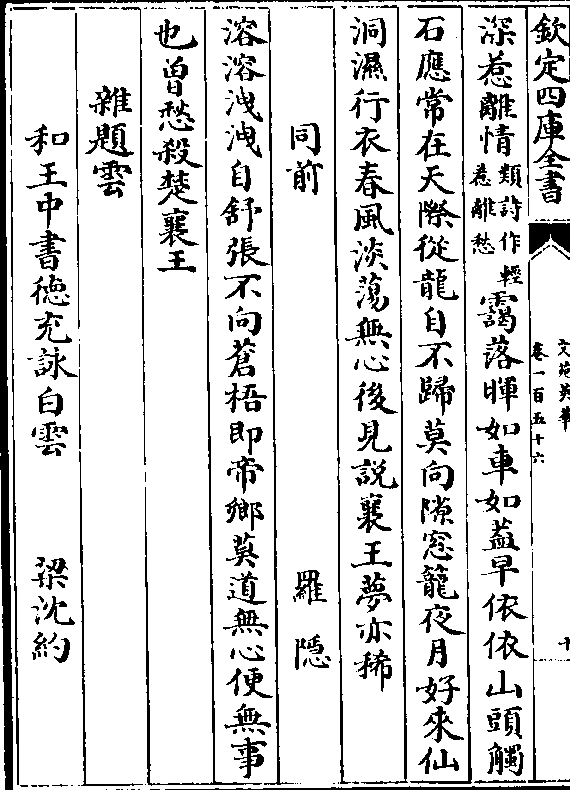 欽定四庫全書
文苑英華
卷一百五十六
十
深惹離情類詩作惹離愁輕靄落暉如車如葢早依依山頭觸
石應常在天際從龍自不歸莫向隙窓籠夜月好來仙
洞濕行衣春風淡蕩無心後見説襄王夢亦稀
同前 羅隠
溶溶洩洩自舒張不向蒼梧即帝鄉莫道無心便無事
也曽愁殺楚襄王
雜題雲
和王中書德充詠白雲 梁沈約